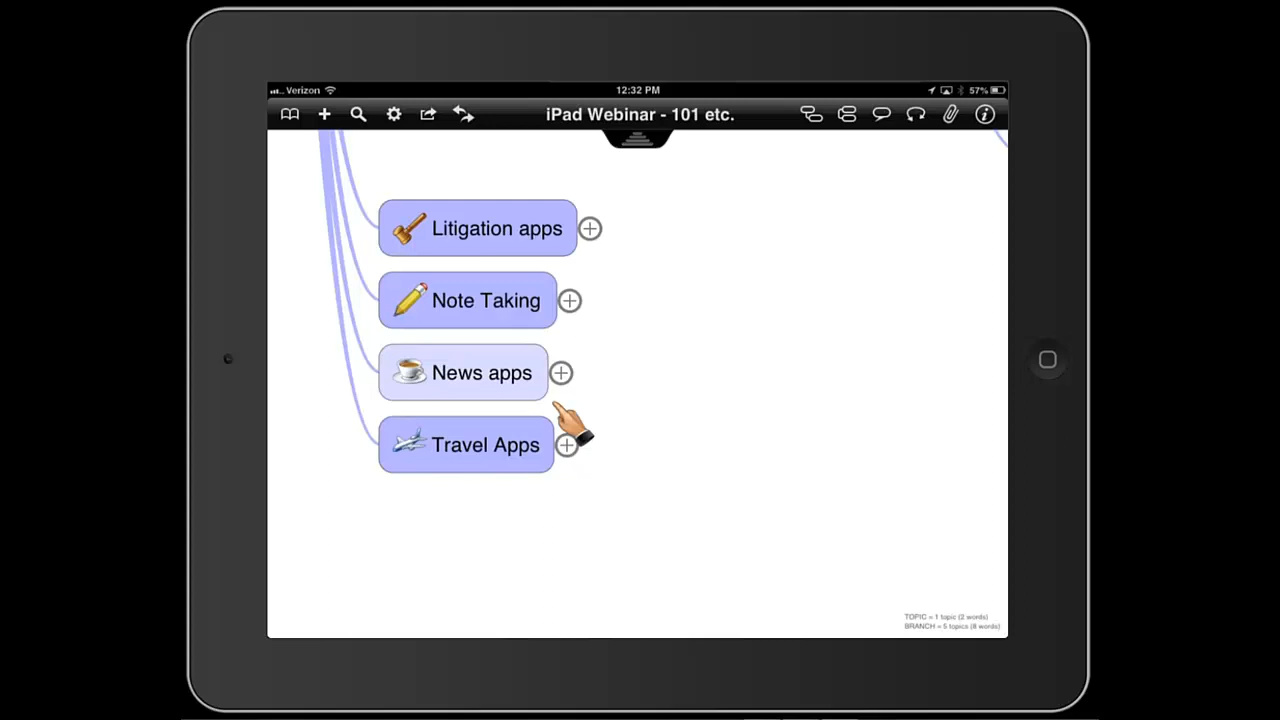 Verizon 12:32 PM 57%
iPad Webinar - 101 etc.
Litigation apps
Note Taking
News apps
Travel Apps
TOPIC = 1 topic (2 words)
BRANCH = 5 topics (8 words)